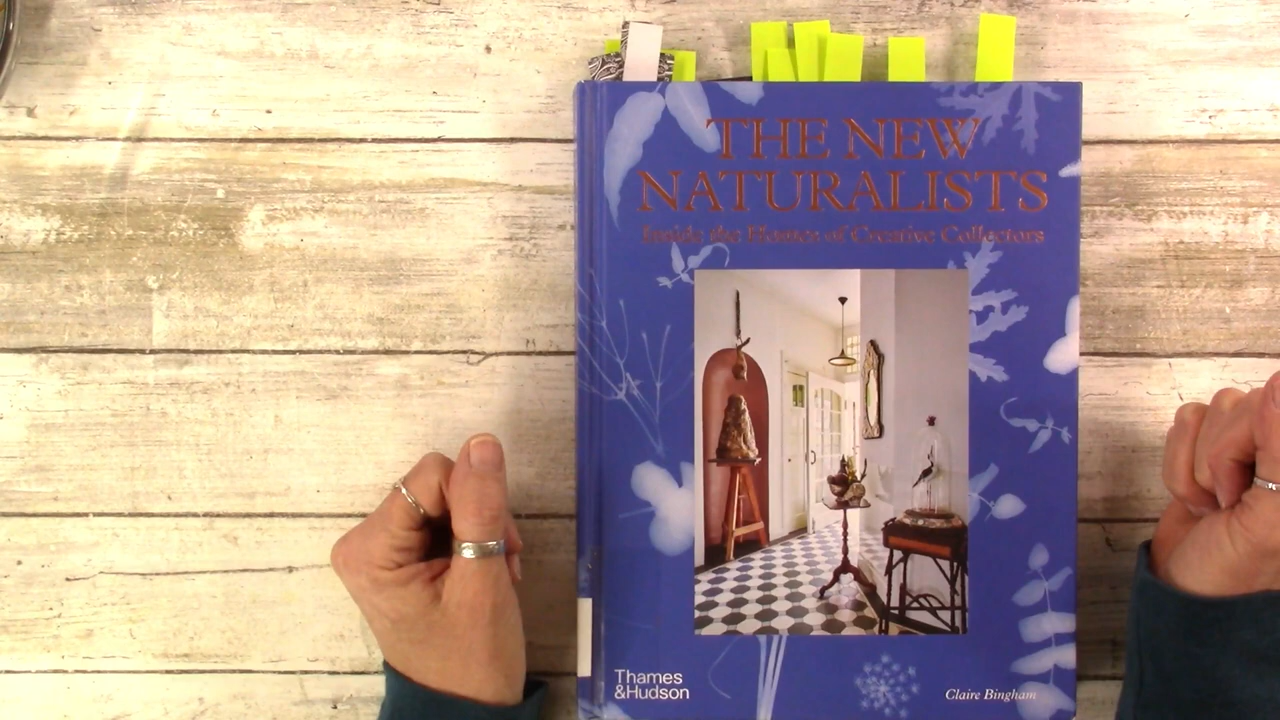 THE NEW
NATURALISTS
Inside the Homes of Creative Collectors
Thames
&Hudson
Claire Bingham